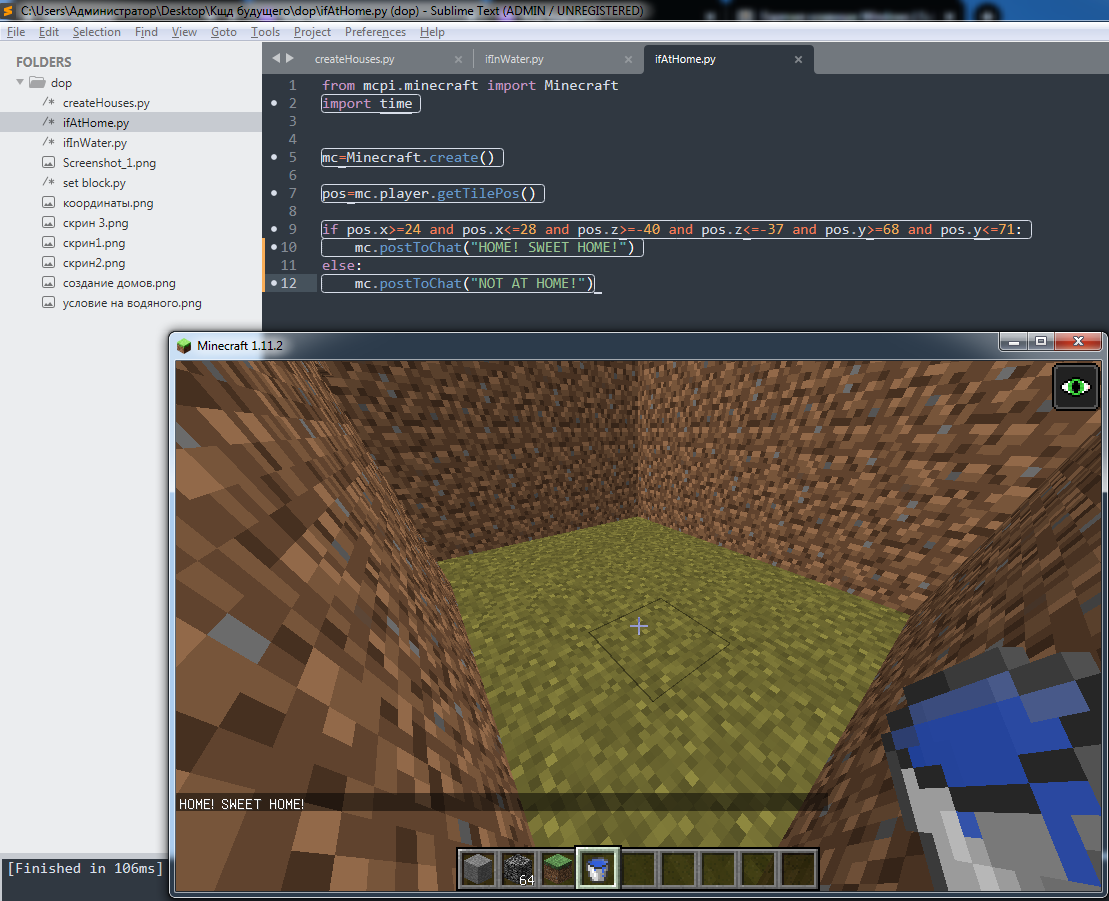 C:\Users\Администратор\Desktop\Кщд будущего\dop\ifAtHome.py (dop) - Sublime Text (ADMIN / UNREGISTERED)
File Edit Selection Find View Goto Tools Project Preferences Help
FOLDERS
dop
/* createHouses.py
/* ifAtHome.py
/* ifInWater.py
Screenshot_1.png
/* set block.py
координаты.png
скрин 3.png
скрин1.png
скрин2.png
создание домов.png
условие на водяного.png
createHouses.py × ifInWater.py × ifAtHome.py ×
1 from mcpi.minecraft import Minecraft
2 import time
3
4
5 mc=Minecraft.create()
6
7 pos=mc.player.getTilePos()
8
9 if pos.x>=24 and pos.x<=28 and pos.z>=-40 and pos.z<=-37 and pos.y>=68 and pos.y<=71:
10 mc.postToChat("HOME! SWEET HOME!")
11 else:
12 mc.postToChat("NOT AT HOME!")
Minecraft 1.11.2
HOME! SWEET HOME!
64
[Finished in 106ms]